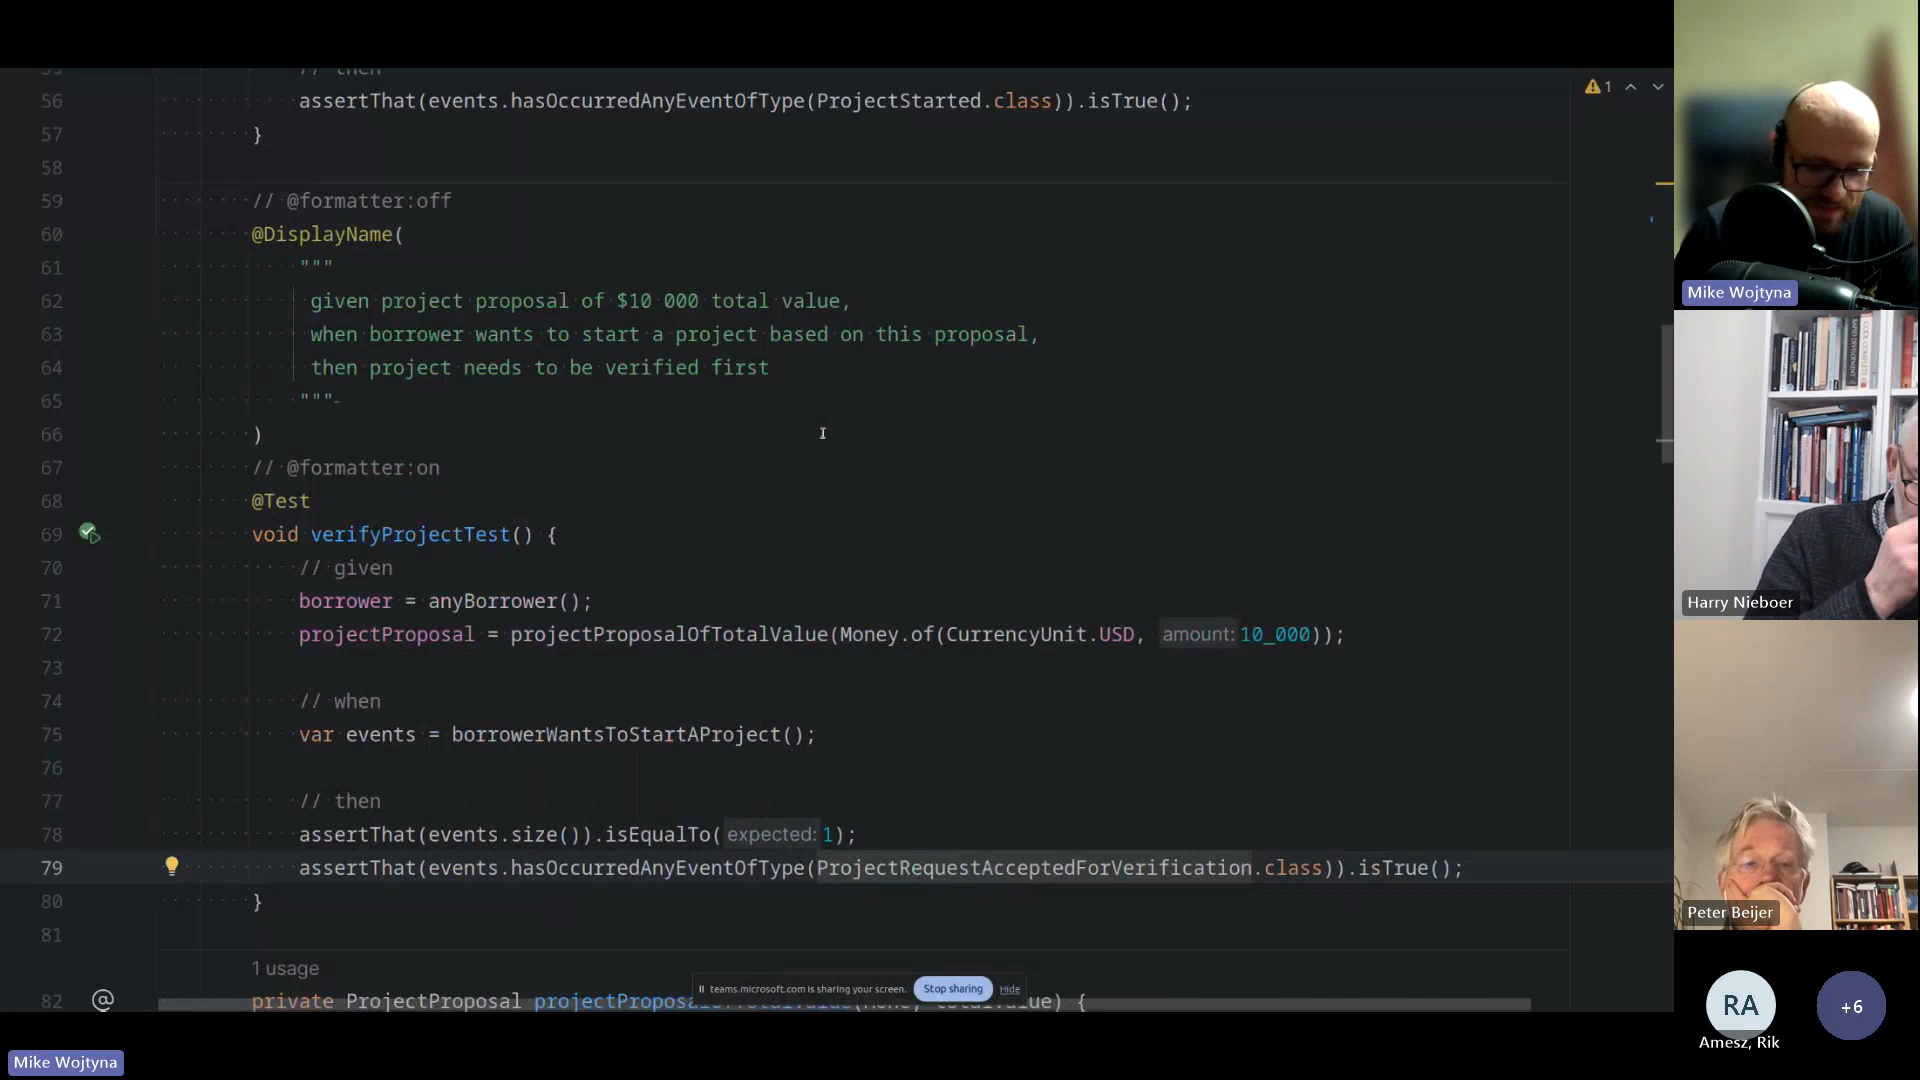 55 // then
56 assertThat(events.hasOccurredAnyEventOfType(ProjectStarted.class)).isTrue();
57 }
58
59 // @formatter:off
60 @DisplayName(
61 """
62 given project proposal of $10 000 total value,
63 when borrower wants to start a project based on this proposal,
64 then project needs to be verified first
65 """
66 )
67 // @formatter:on
68 @Test
69 void verifyProjectTest() {
70 // given
71 borrower = anyBorrower();
72 projectProposal = projectProposalOfTotalValue(Money.of(CurrencyUnit.USD, amount: 10_000));
73
74 // when
75 var events = borrowerWantsToStartAProject();
76
77 // then
78 assertThat(events.size()).isEqualTo( expected: 1);
79 assertThat(events.hasOccurredAnyEventOfType(ProjectRequestAcceptedForVerification.class)).isTrue();
80 }
81
1 usage
82 private ProjectProposal projectProposalOfTotalValue(Money totalValue) {
1
teams.microsoft.com is sharing your screen. Stop sharing Hide
Mike Wojtyna
Harry Nieboer
Peter Beijer
RA
Amesz, Rik
+6
Mike Wojtyna